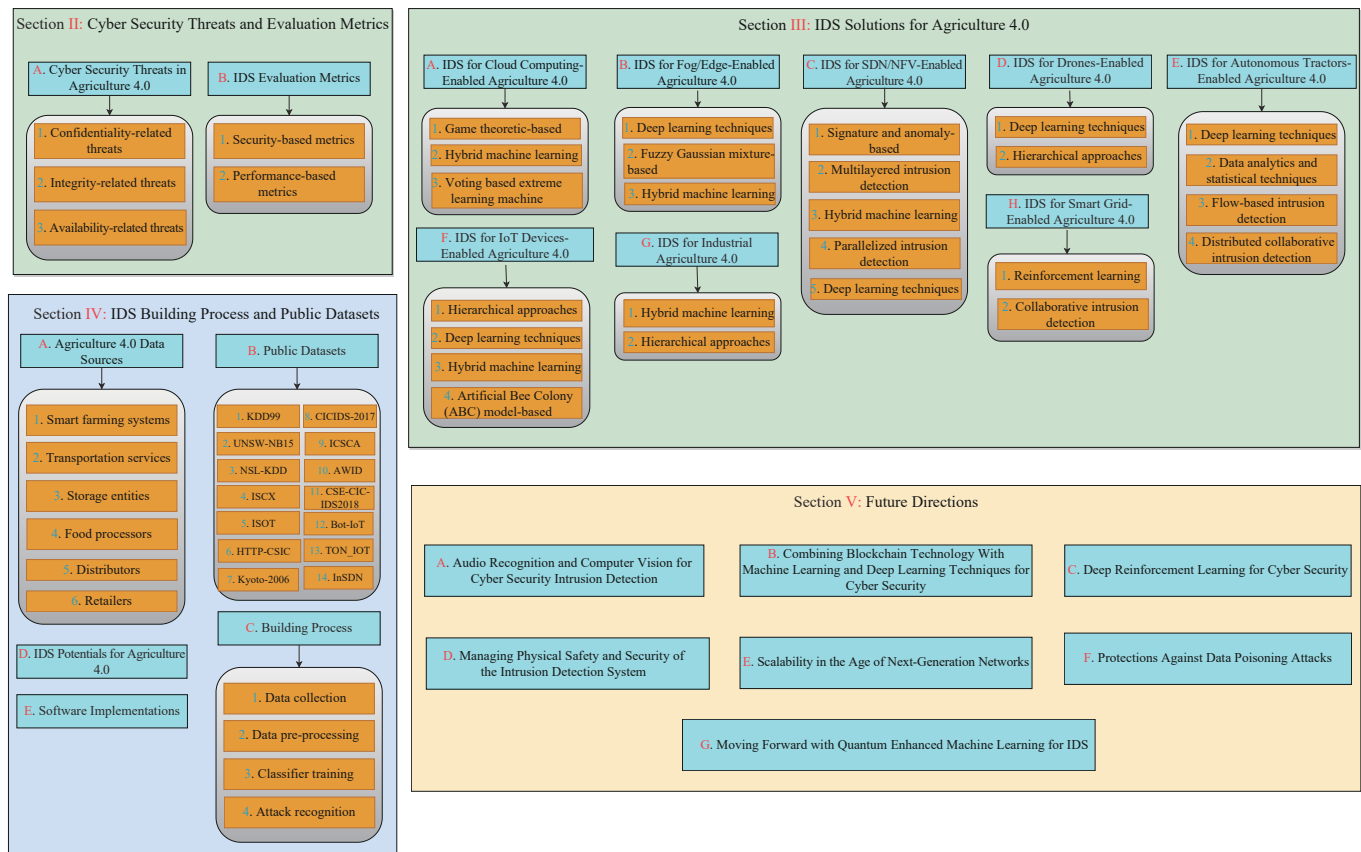 Section II: Cyber Security Threats and Evaluation Metrics
A. Cyber Security Threats in
Agriculture 4.0
1. Confidentiality-related
threats
2. Integrity-related threats
3. Availability-related threats
B. IDS Evaluation Metrics
1. Security-based metrics
2. Performance-based
metrics
Section III: IDS Solutions for Agriculture 4.0
A. IDS for Cloud Computing-
Enabled Agriculture 4.0
1. Game theoretic-based
2. Hybrid machine learning
3. Voting based extreme
learning machine
B. IDS for Fog/Edge-Enabled
Agriculture 4.0
1. Deep learning techniques
2. Fuzzy Gaussian mixture-
based
3. Hybrid machine learning
C. IDS for SDN/NFV-Enabled
Agriculture 4.0
1. Signature and anomaly-
based
2. Multilayered intrusion
detection
3. Hybrid machine learning
4. Parallelized intrusion
detection
5. Deep learning techniques
D. IDS for Drones-Enabled
Agriculture 4.0
1. Deep learning techniques
2. Hierarchical approaches
E. IDS for Autonomous Tractors-
Enabled Agriculture 4.0
1. Deep learning techniques
2. Data analytics and
statistical techniques
3. Flow-based intrusion
detection
4. Distributed collaborative
intrusion detection
F. IDS for IoT Devices-
Enabled Agriculture 4.0
1. Hierarchical approaches
2. Deep learning techniques
3. Hybrid machine learning
4. Artificial Bee Colony
(ABC) model-based
G. IDS for Industrial
Agriculture 4.0
1. Hybrid machine learning
2. Hierarchical approaches
H. IDS for Smart Grid-
Enabled Agriculture 4.0
1. Reinforcement learning
2. Collaborative intrusion
detection
Section IV: IDS Building Process and Public Datasets
A. Agriculture 4.0 Data
Sources
1. Smart farming systems
2. Transportation services
3. Storage entities
4. Food processors
5. Distributors
6. Retailers
B. Public Datasets
1. KDD99
2. UNSW-NB15
3. NSL-KDD
4. ISCX
5. ISOT
6. HTTP-CSIC
7. Kyoto-2006
8. CICIDS-2017
9. ICSCA
10. AWID
11. CSE-CIC-
IDS2018
12. Bot-IoT
13. TON_IOT
14. InSDN
C. Building Process
1. Data collection
2. Data pre-processing
3. Classifier training
4. Attack recognition
D. IDS Potentials for Agriculture
4.0
E. Software Implementations
Section V: Future Directions
A. Audio Recognition and Computer Vision for
Cyber Security Intrusion Detection
B. Combining Blockchain Technology With
Machine Learning and Deep Learning Techniques for
Cyber Security
C. Deep Reinforcement Learning for Cyber Security
D. Managing Physical Safety and Security of
the Intrusion Detection System
E. Scalability in the Age of Next-Generation Networks
F. Protections Against Data Poisoning Attacks
G. Moving Forward with Quantum Enhanced Machine Learning for IDS